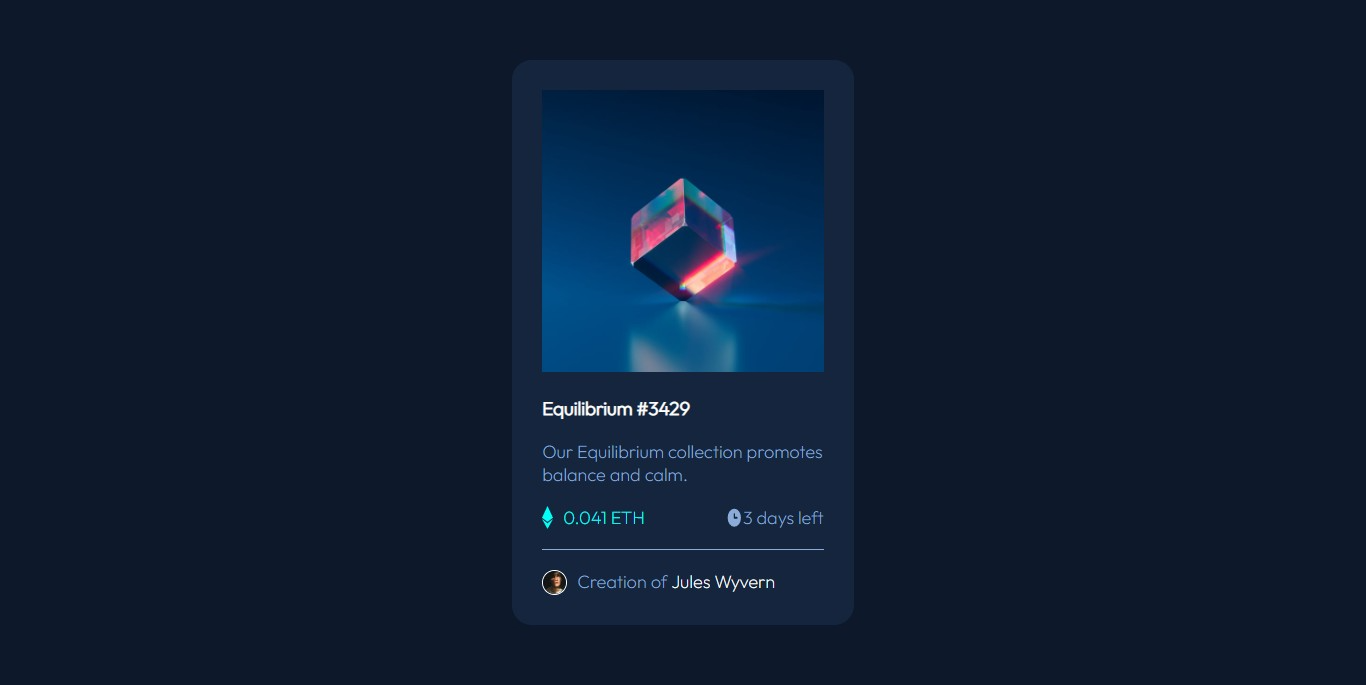 Equilibrium #3429
Our Equilibrium collection promotes
balance and calm.
0.041 ETH
3 days left
Creation of Jules Wyvern